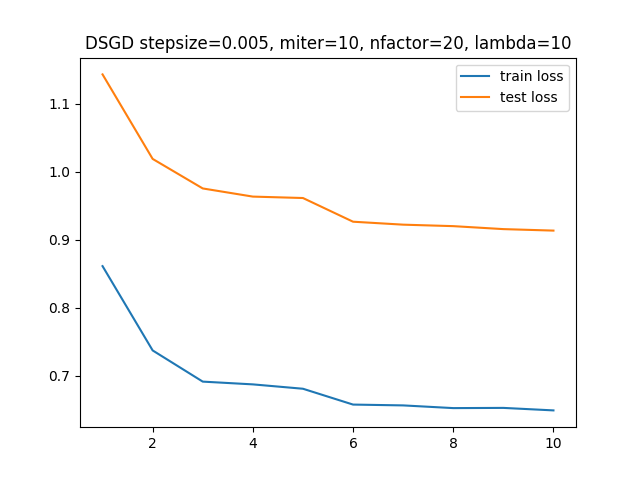 DSGD stepsize=0.005, miter=10, nfactor=20, lambda=10
train loss
test loss
1.1
1.0
0.9
0.8
0.7
2 4 6 8 10